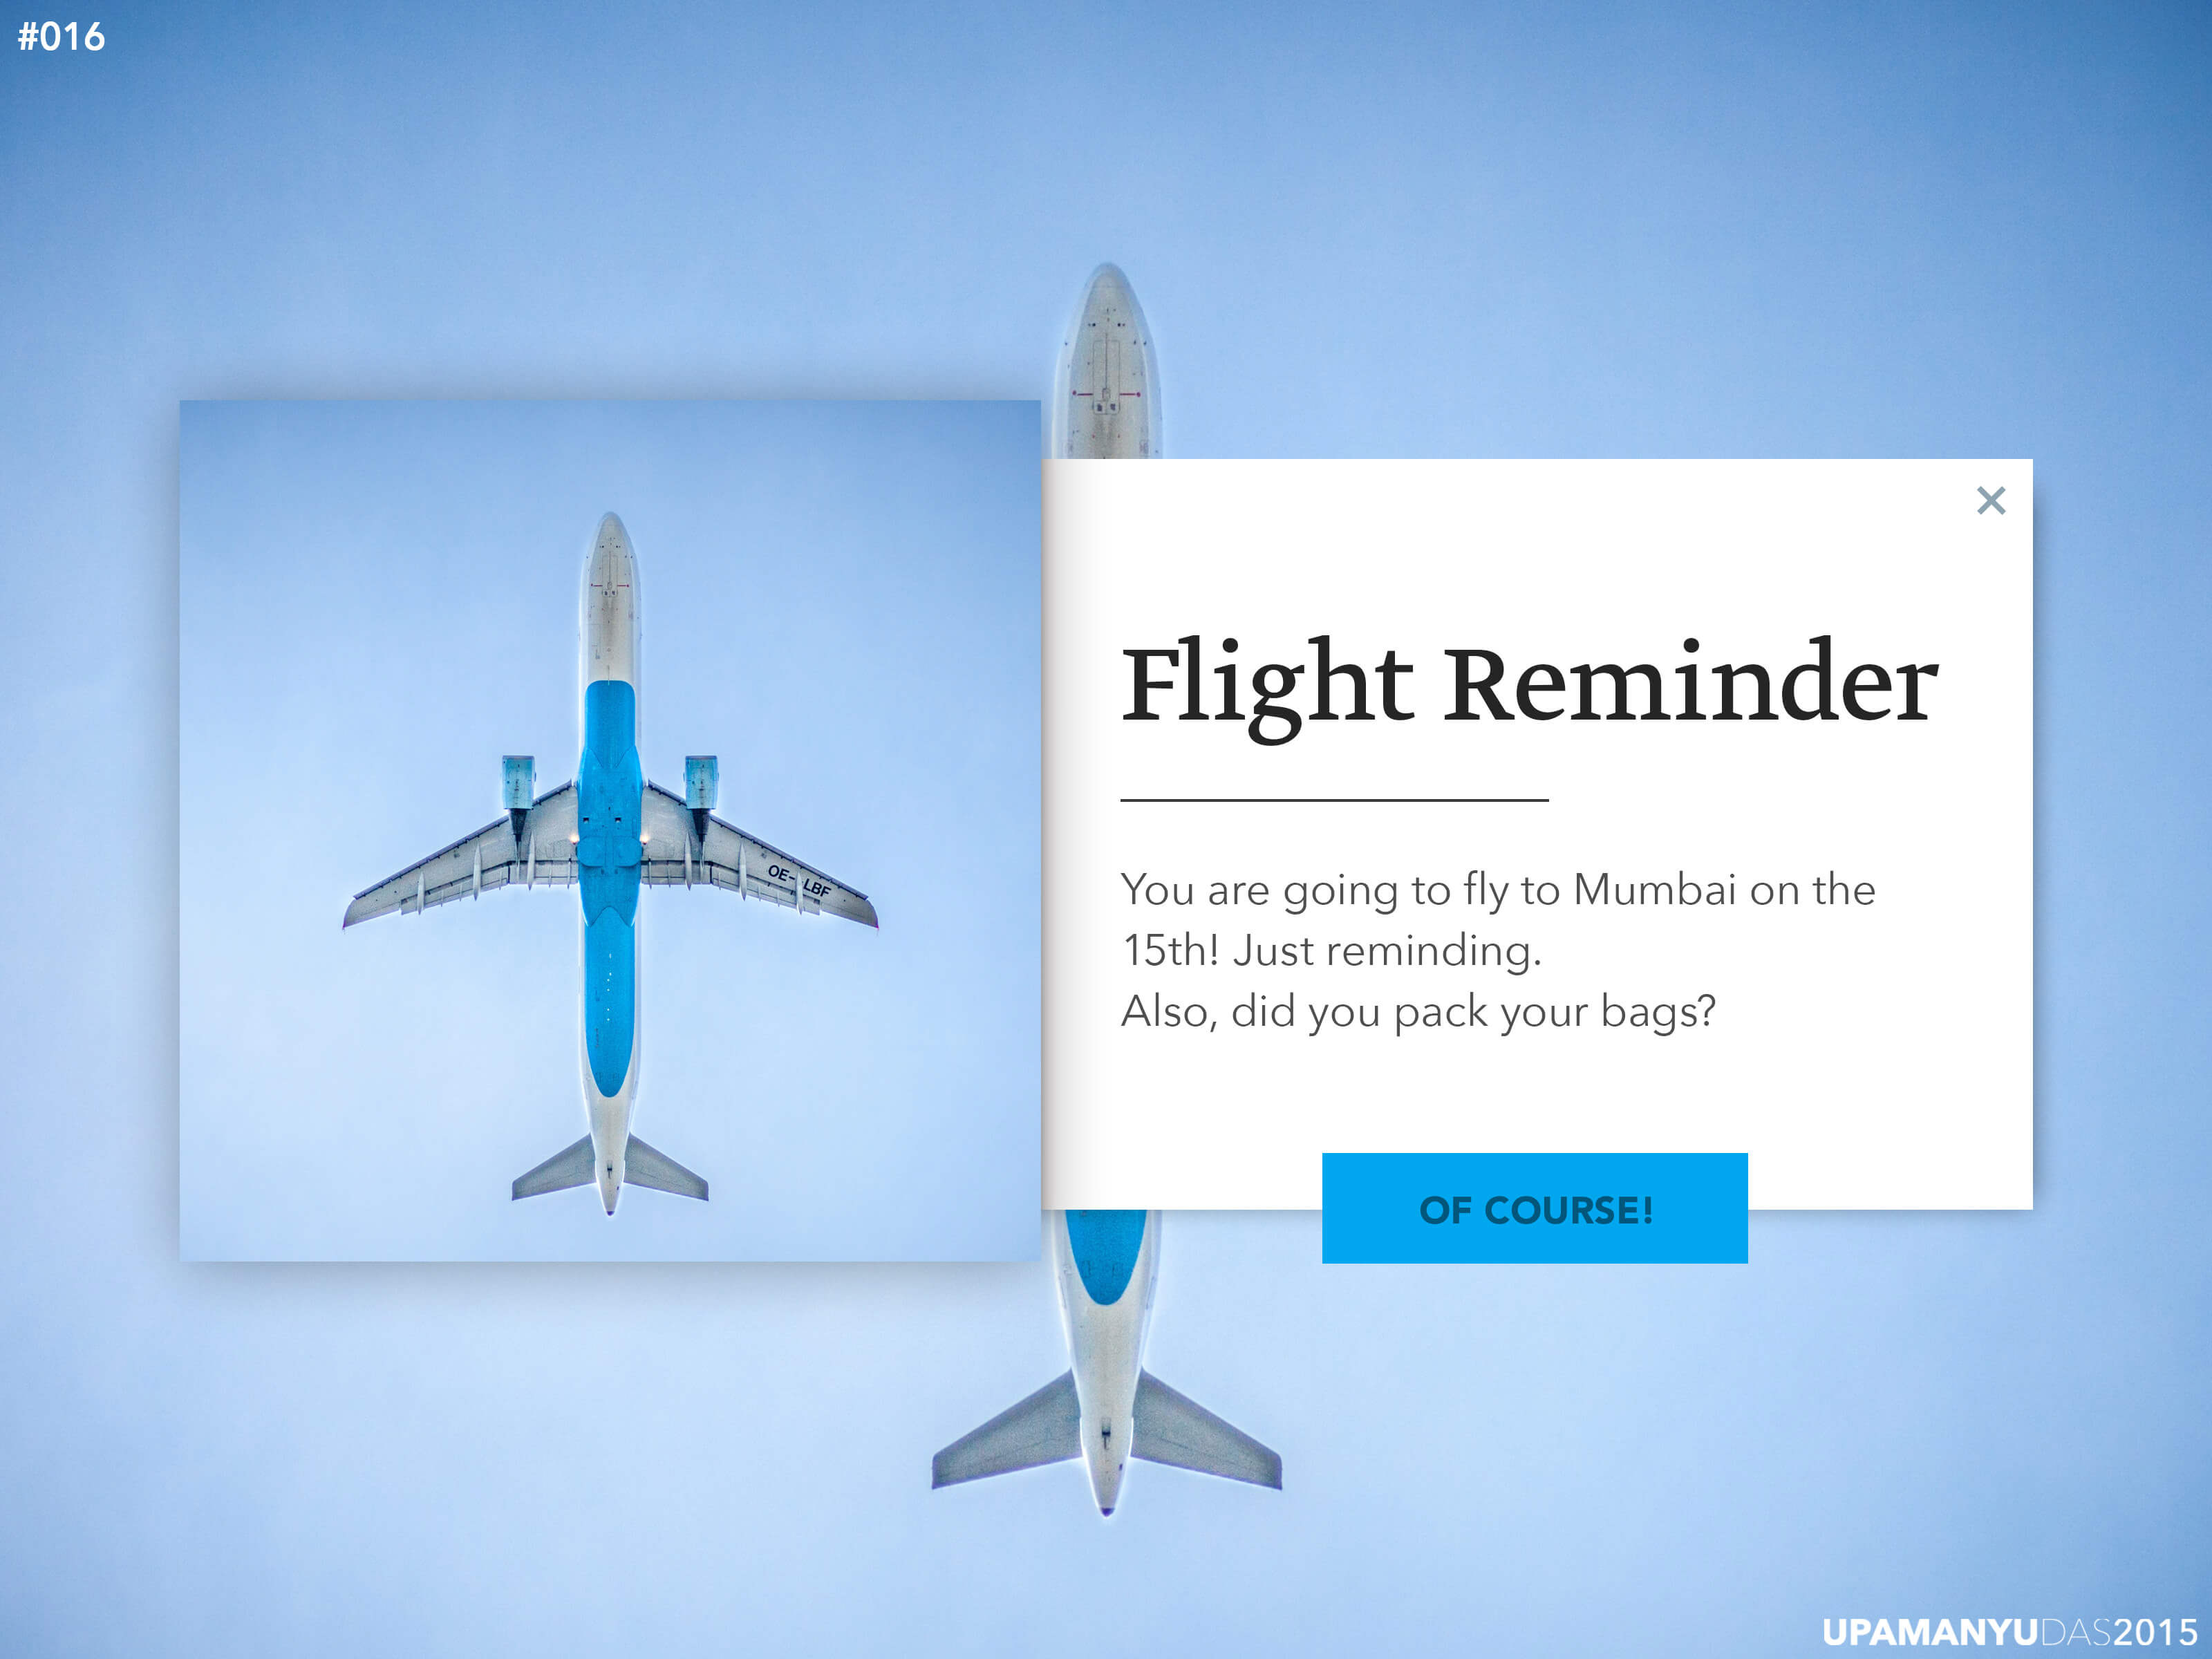 #016
OE-LBF
Flight Reminder
You are going to fly to Mumbai on the
15th! Just reminding.
Also, did you pack your bags?
OF COURSE!
UPAMANYUDAS2015